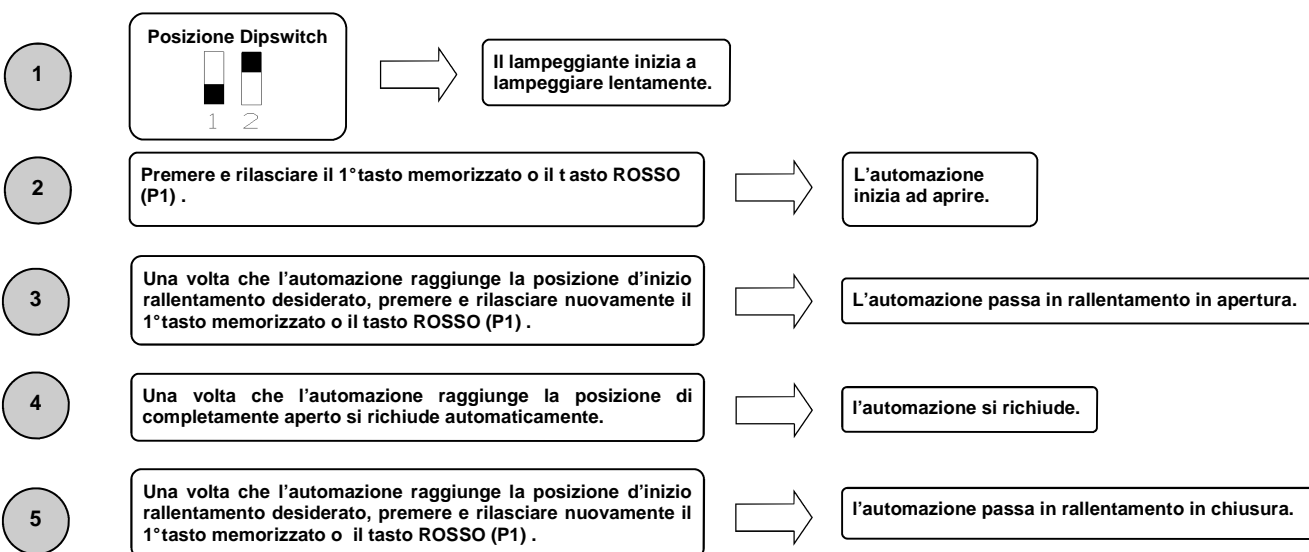 1
Posizione Dipswitch
1 2
Il lampeggiante inizia a
lampeggiare lentamente.
2
Premere e rilasciare il 1°tasto memorizzato o il t asto ROSSO
(P1) .
L'automazione
inizia ad aprire.
3
Una volta che l'automazione raggiunge la posizione d'inizio
rallentamento desiderato, premere e rilasciare nuovamente il
1°tasto memorizzato o il tasto ROSSO (P1) .
L'automazione passa in rallentamento in apertura.
4
Una volta che l'automazione raggiunge la posizione di
completamente aperto si richiude automaticamente.
l'automazione si richiude.
5
Una volta che l'automazione raggiunge la posizione d'inizio
rallentamento desiderato, premere e rilasciare nuovamente il
1°tasto memorizzato o il tasto ROSSO (P1) .
l'automazione passa in rallentamento in chiusura.